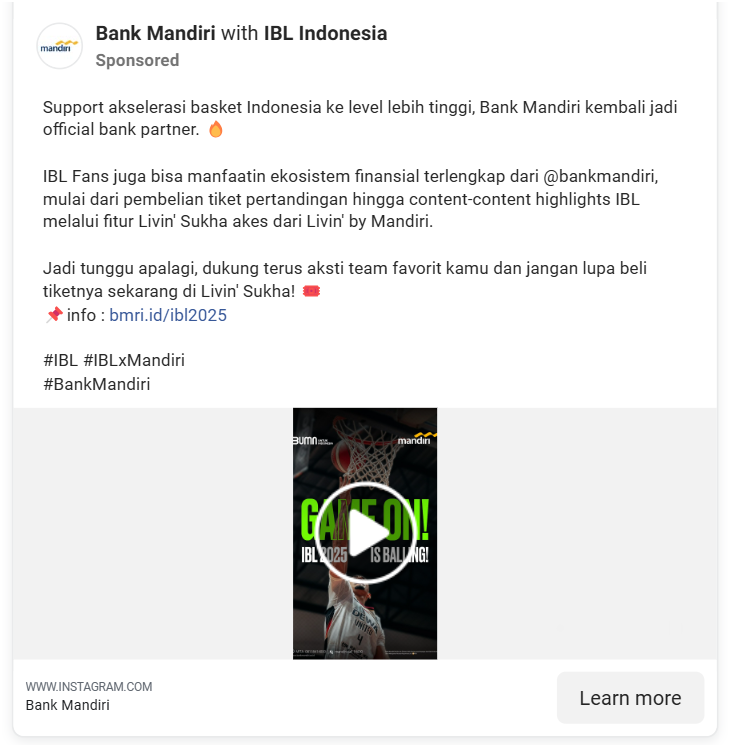 mandiri
Bank Mandiri with IBL Indonesia
Sponsored
Support akselerasi basket Indonesia ke level lebih tinggi, Bank Mandiri kembali jadi
official bank partner. 🔥
IBL Fans juga bisa manfaatin ekosistem finansial terlengkap dari @bankmandiri,
mulai dari pembelian tiket pertandingan hingga content-content highlights IBL
melalui fitur Livin' Sukha akes dari Livin' by Mandiri.
Jadi tunggu apalagi, dukung terus aksti team favorit kamu dan jangan lupa beli
tiketnya sekarang di Livin' Sukha! 🎟️
📌 info : bmri.id/ibl2025
#IBL #IBLxMandiri
#BankMandiri
BUMN mandiri
GAME ON!
IBL 2025 IS BALLING!
DEWA
UNITED
4
WWW.INSTAGRAM.COM
Bank Mandiri
Learn more